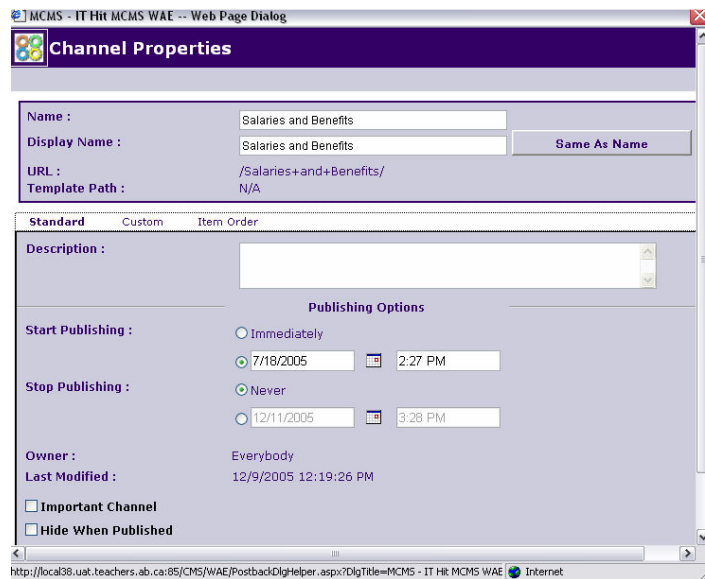 MCMS - IT Hit MCMS WAE -- Web Page Dialog
Channel Properties
Name :
Salaries and Benefits
Display Name :
Salaries and Benefits
Same As Name
URL :
/Salaries+and+Benefits/
Template Path :
N/A
Standard Custom Item Order
Description :
Publishing Options
Start Publishing :
Immediately
7/18/2005 2:27 PM
Stop Publishing :
Never
12/11/2005 3:28 PM
Owner :
Everybody
Last Modified :
12/9/2005 12:19:26 PM
Important Channel
Hide When Published
http://local38.uat.teachers.ab.ca:85/CMS/WAE/PostbackDlgHelper.aspx?DlgTitle=MCMS - IT Hit MCMS WAE Internet